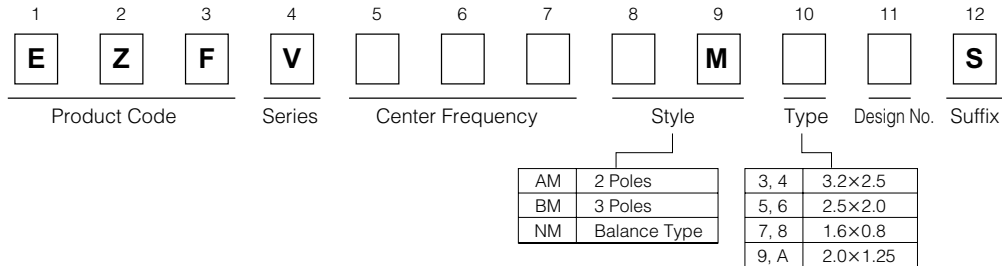 1 2 3 4 5 6 7 8 9 10 11 12
E Z F V M S
Product Code Series Center Frequency Style Type Design No. Suffix
AM 2 Poles
BM 3 Poles
NM Balance Type
3, 4 3.2×2.5
5, 6 2.5×2.0
7, 8 1.6×0.8
9, A 2.0×1.25